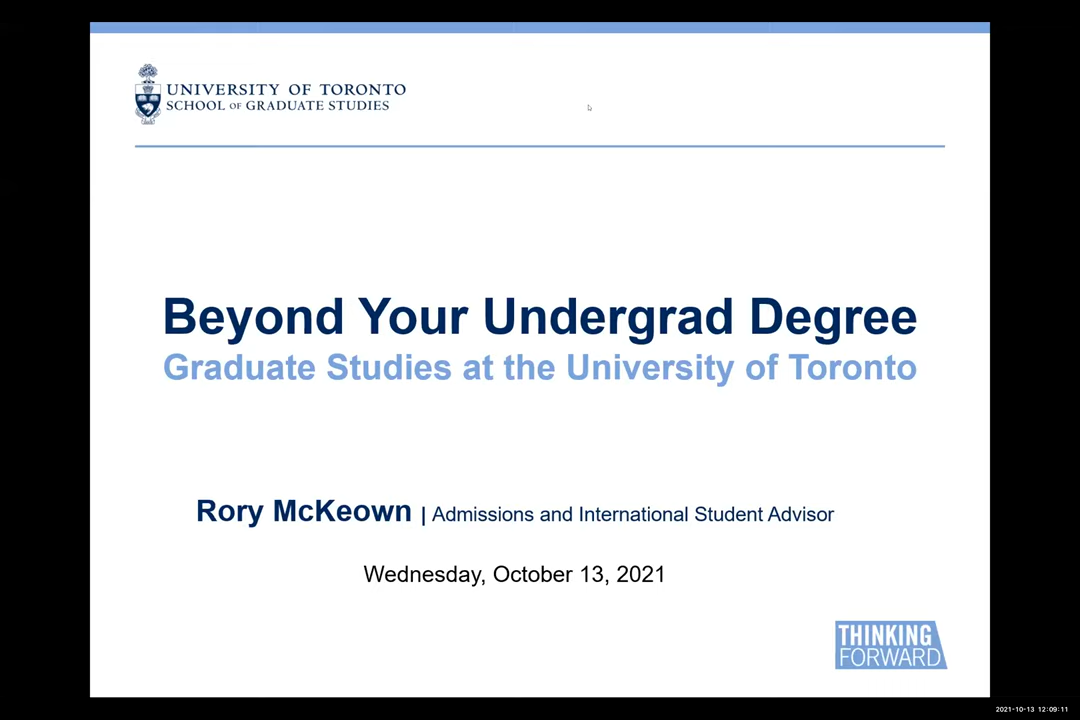 UNIVERSITY OF TORONTO
SCHOOL OF GRADUATE STUDIES
Beyond Your Undergrad Degree
Graduate Studies at the University of Toronto
Rory McKeown | Admissions and International Student Advisor
Wednesday, October 13, 2021
THINKING
FORWARD
2021-10-13 12:09:11